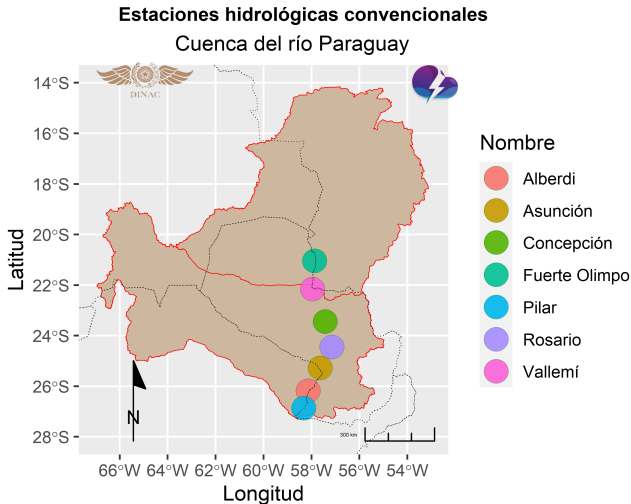 Estaciones hidrológicas convencionales
Cuenca del río Paraguay
DINAC
14°S
16°S
18°S
20°S
22°S
24°S
26°S
28°S
Latitud
N
300 km
66°W 64°W 62°W 60°W 58°W 56°W 54°W
Longitud
Nombre
Alberdi
Asunción
Concepción
Fuerte Olimpo
Pilar
Rosario
Vallemí